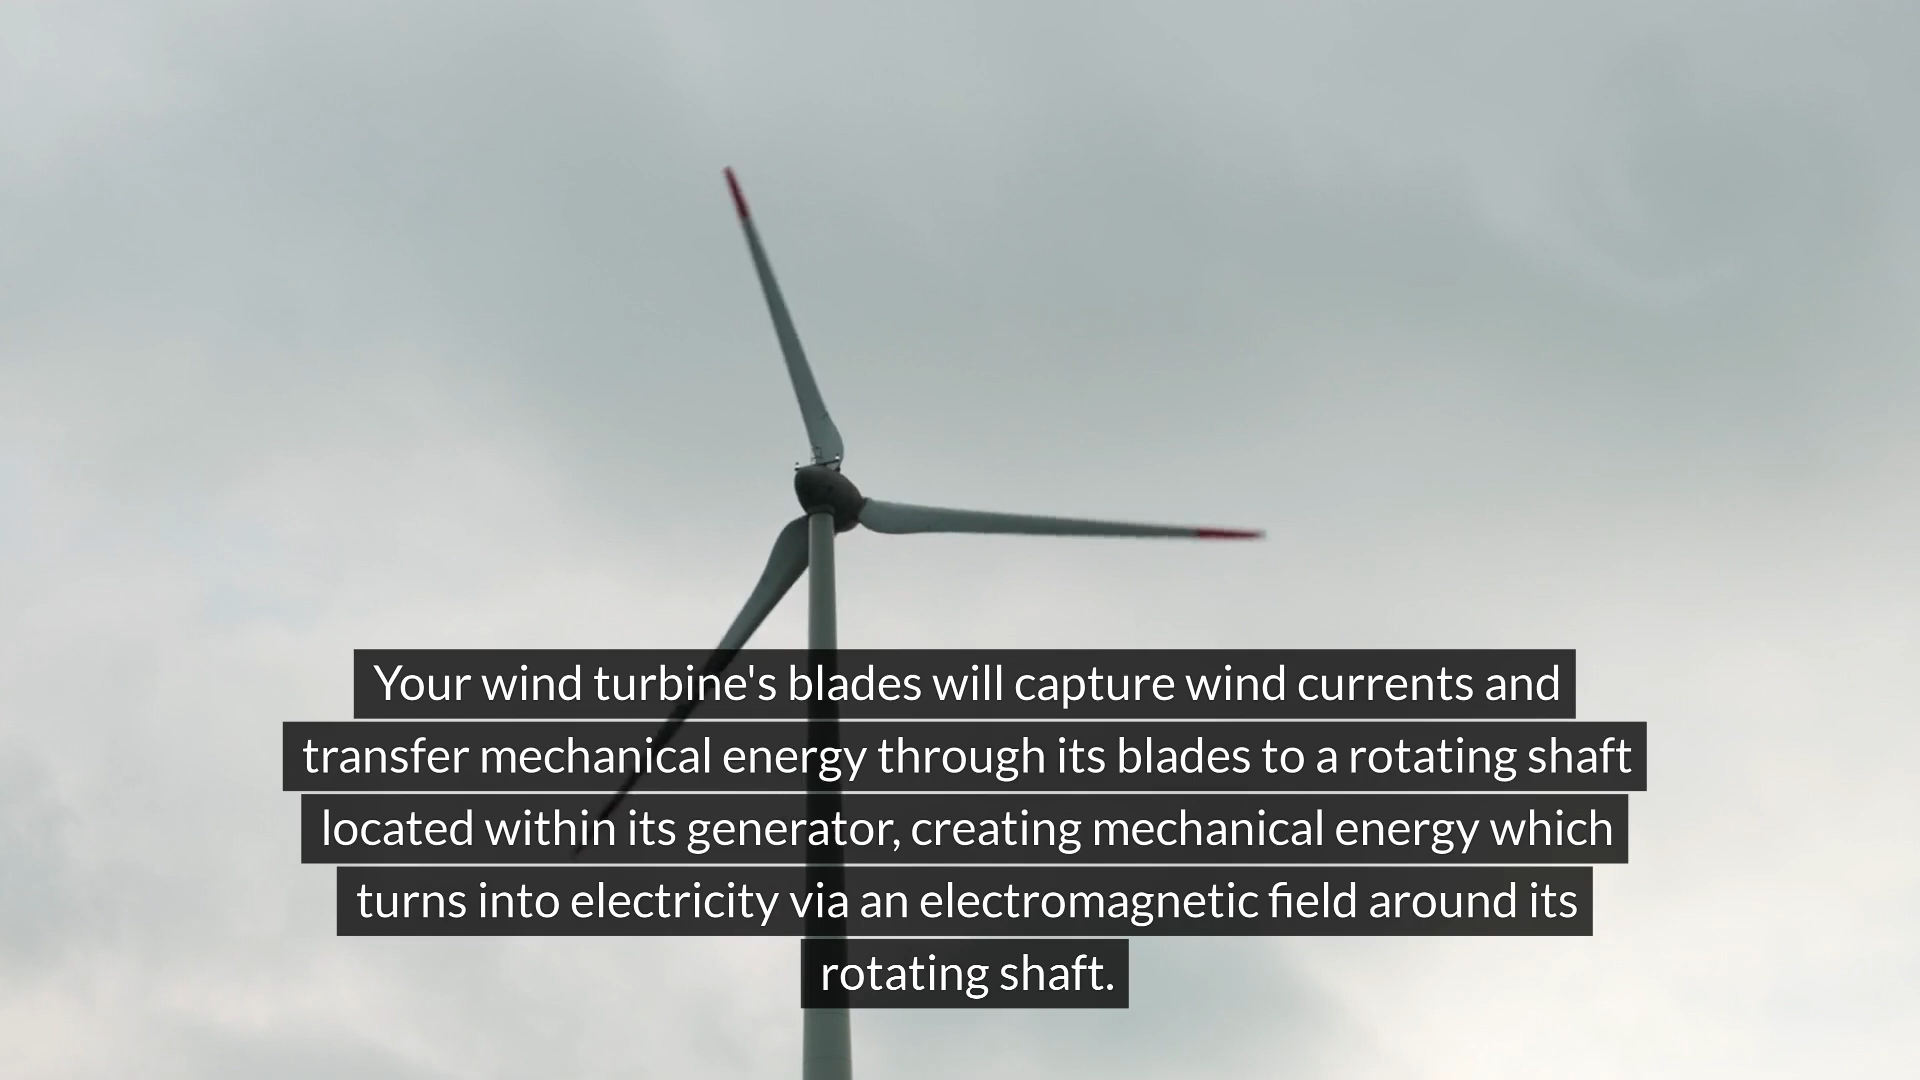 Your wind turbine's blades will capture wind currents and
transfer mechanical energy through its blades to a rotating shaft
located within its generator, creating mechanical energy which
turns into electricity via an electromagnetic field around its
rotating shaft.